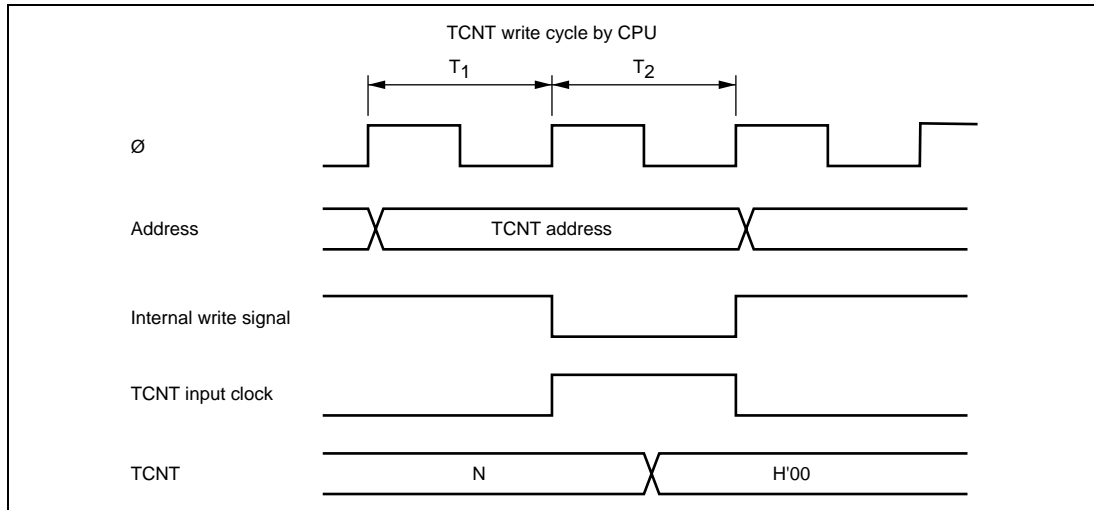 TCNT write cycle by CPU
T1 T2
Ø
Address TCNT address
Internal write signal
TCNT input clock
TCNT N H'00